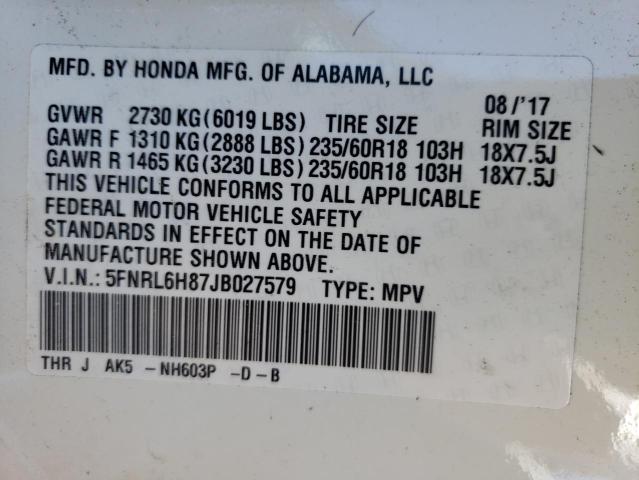 MFD. BY HONDA MFG. OF ALABAMA, LLC
08/'17
GVWR 2730 KG(6019 LBS) TIRE SIZE RIM SIZE
GAWR F 1310 KG(2888 LBS) 235/60R18 103H 18X7.5J
GAWR R 1465 KG(3230 LBS) 235/60R18 103H 18X7.5J
THIS VEHICLE CONFORMS TO ALL APPLICABLE
FEDERAL MOTOR VEHICLE SAFETY
STANDARDS IN EFFECT ON THE DATE OF
MANUFACTURE SHOWN ABOVE.
V.I.N.: 5FNRL6H87JB027579 TYPE: MPV
THR J AK5 -NH603P -D-B